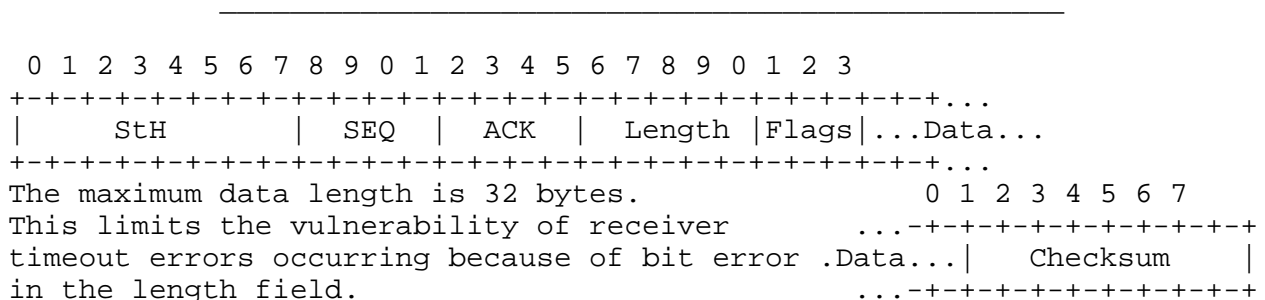 ________________________________________________
0 1 2 3 4 5 6 7 8 9 0 1 2 3 4 5 6 7 8 9 0 1 2 3
+-+-+-+-+-+-+-+-+-+-+-+-+-+-+-+-+-+-+-+-+-+-+-+-+-+-+...
|     StH       |  SEQ  |  ACK  |  Length |Flags|...Data...
+-+-+-+-+-+-+-+-+-+-+-+-+-+-+-+-+-+-+-+-+-+-+-+-+-+-+...
The maximum data length is 32 bytes.                0 1 2 3 4 5 6 7
This limits the vulnerability of receiver       ...-+-+-+-+-+-+-+-+-+
timeout errors occurring because of bit error .Data...|   Checksum    |
in the length field.                            ...-+-+-+-+-+-+-+-+-+